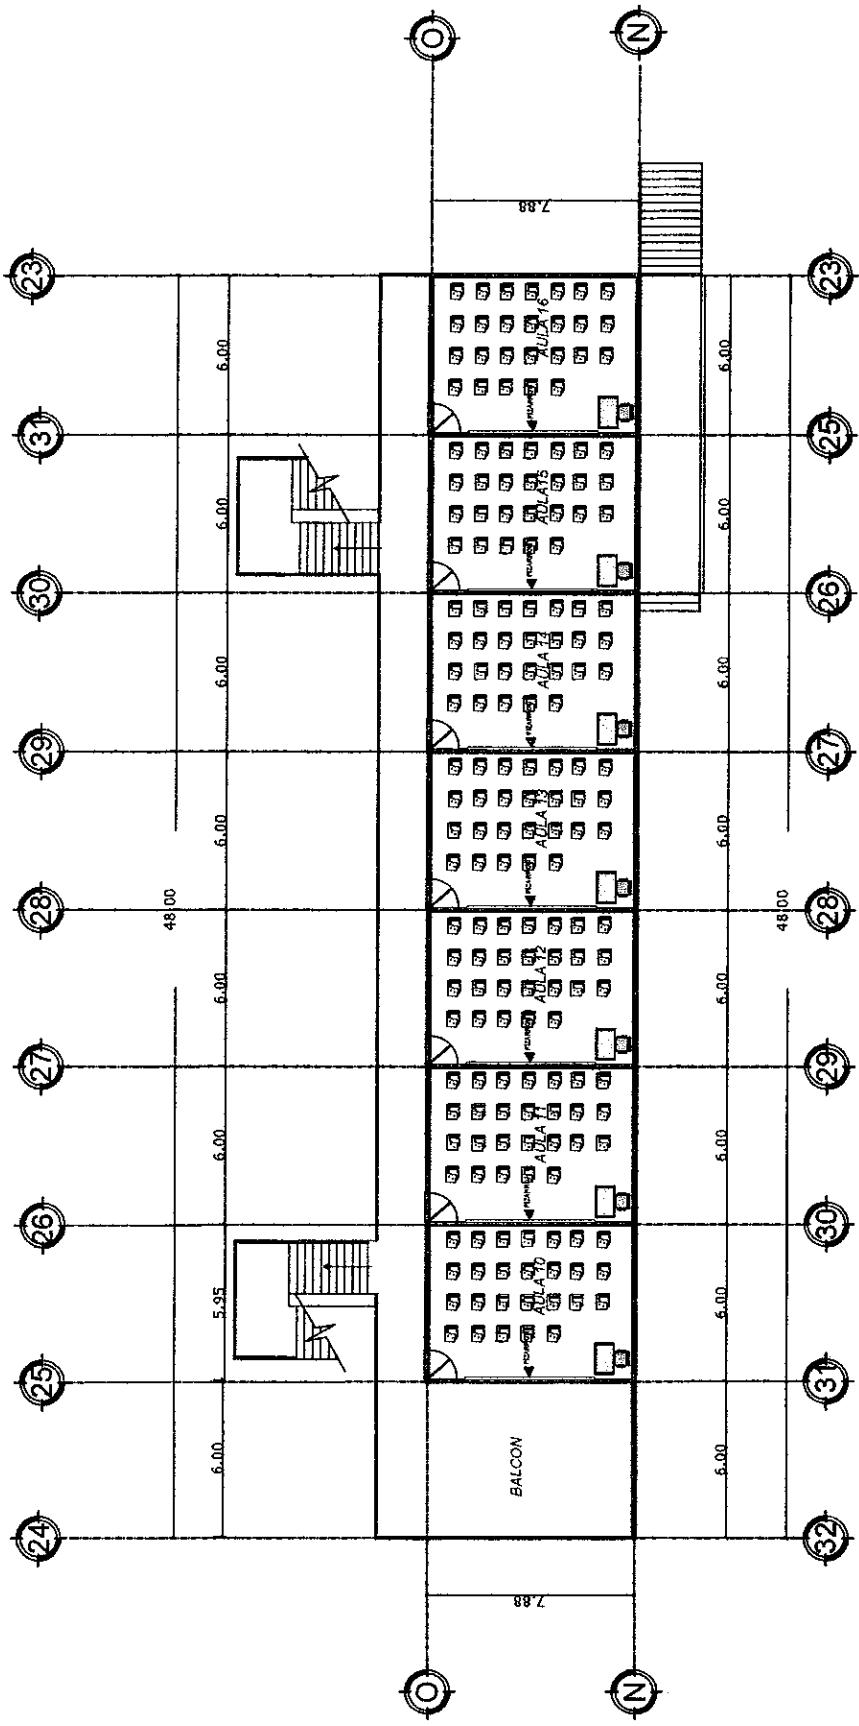 24 25 26 27 28 29 30 31 23
48.00
6.00 5.95 6.00 6.00 6.00 6.00 6.00 6.00
O O
7.88 7.88
BALCON AULA 10 AULA 11 AULA 12 AULA 13 AULA 14 AULA 15 AULA 16
N N
6.00 6.00 6.00 6.00 6.00 6.00 6.00 6.00
48.00
32 31 30 29 28 27 26 25 23